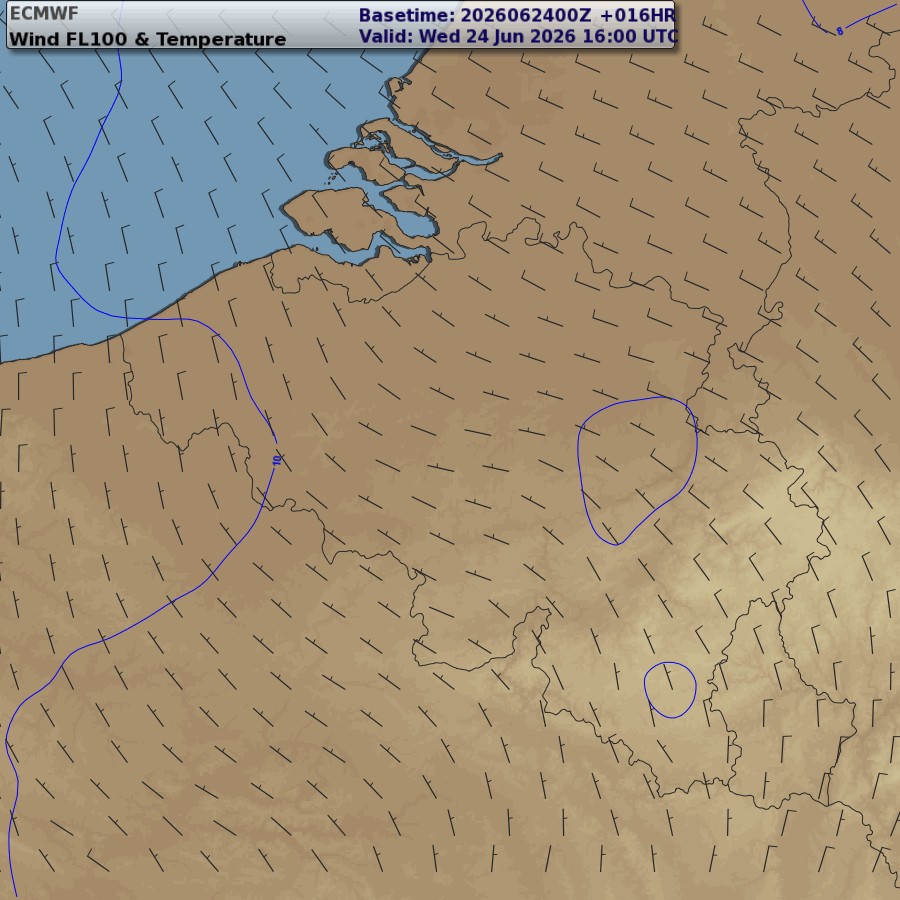 ECMWF
Basetime: 2026062400Z +016HR
Wind FL100 & Temperature
Valid: Wed 24 Jun 2026 16:00 UTC
8
10